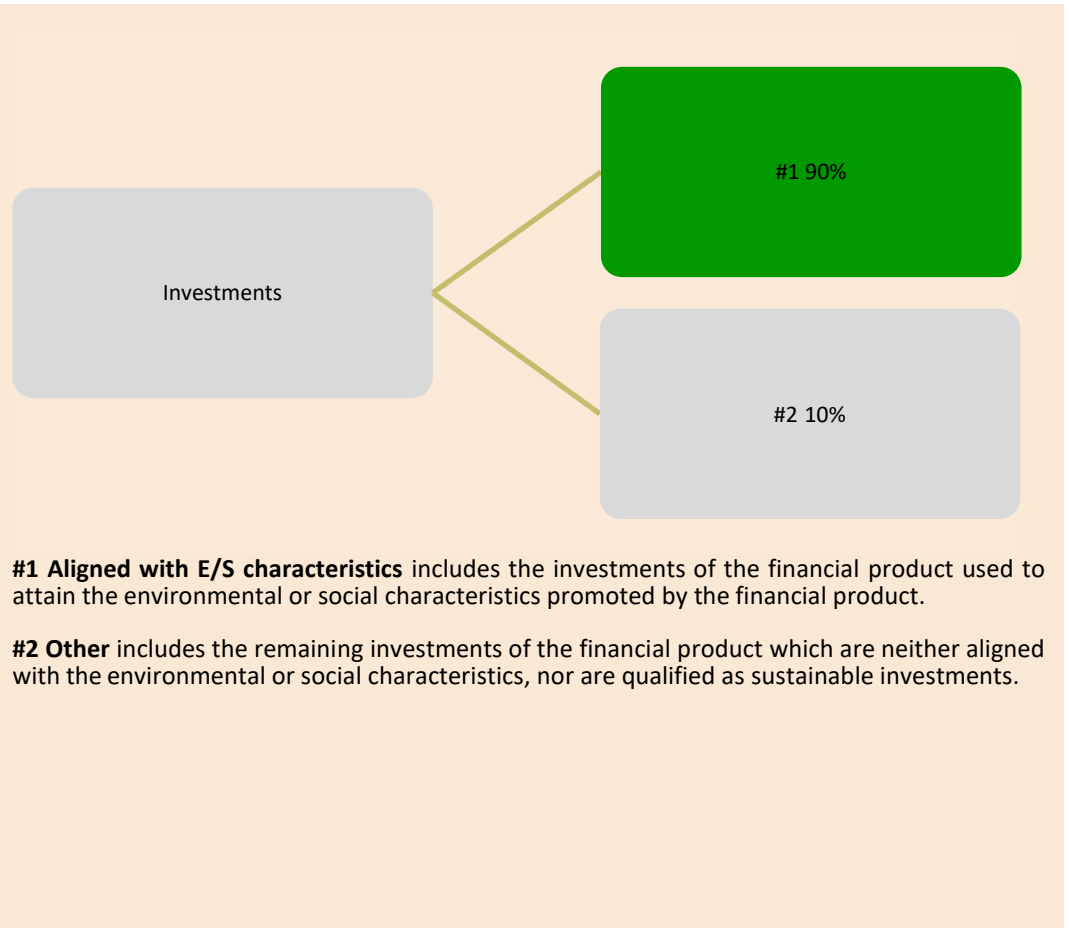 #1 90%
Investments
#2 10%
#1 Aligned with E/S characteristics includes the investments of the financial product used to
attain the environmental or social characteristics promoted by the financial product.
#2 Other includes the remaining investments of the financial product which are neither aligned
with the environmental or social characteristics, nor are qualified as sustainable investments.